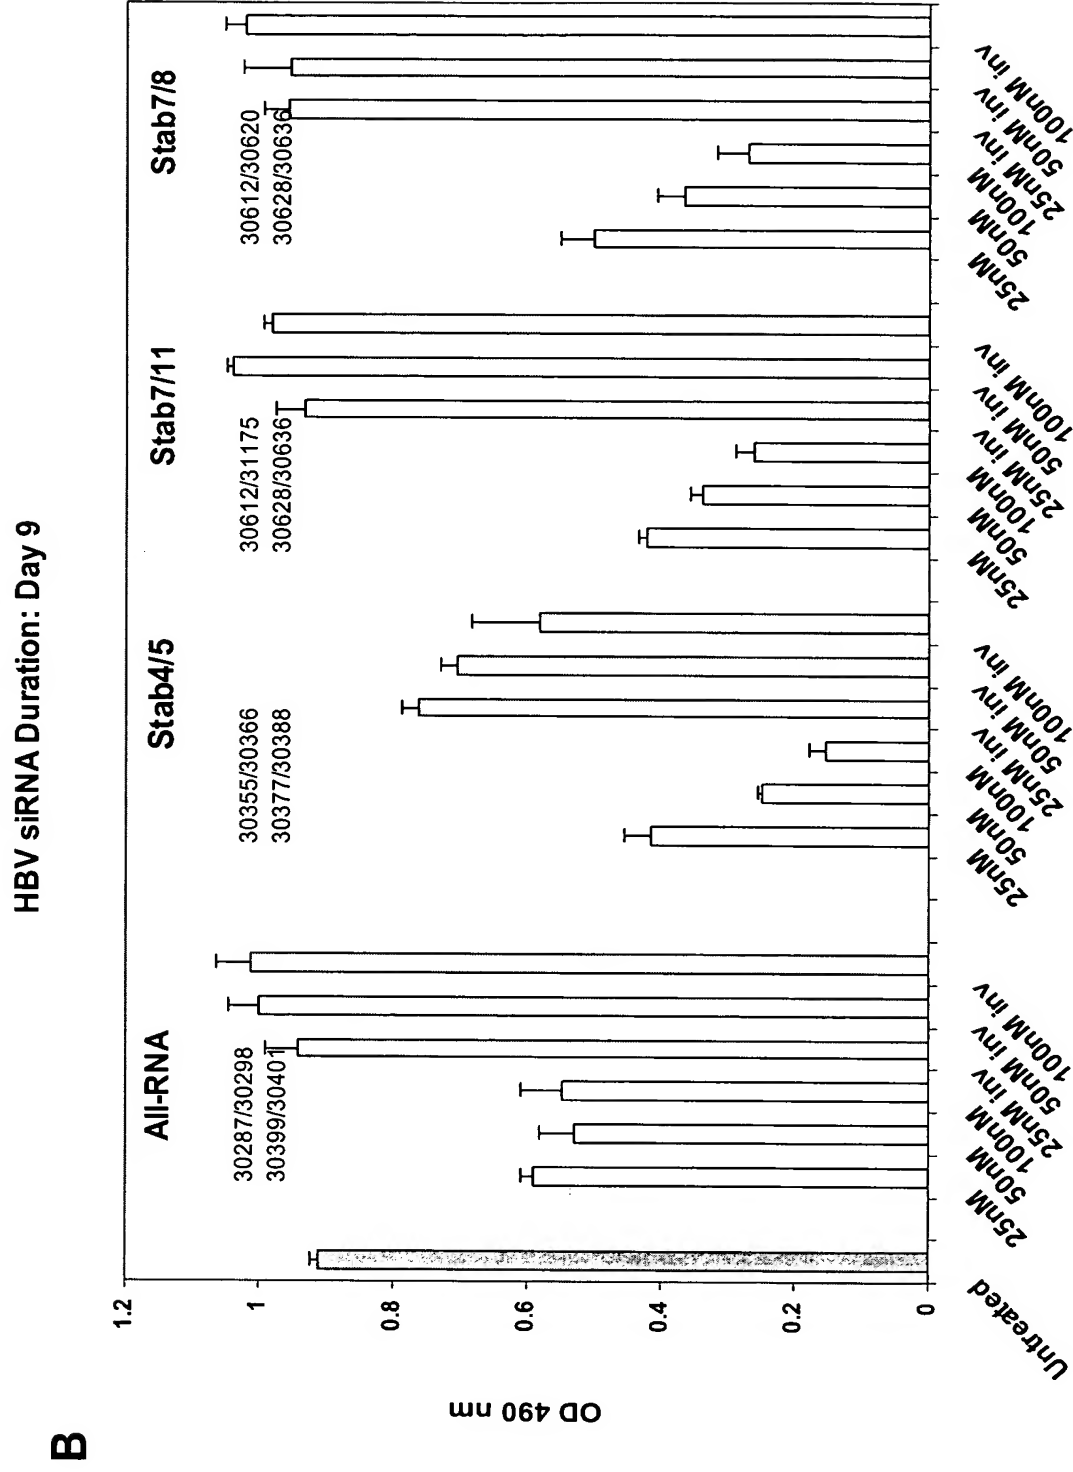 B
HBV siRNA Duration: Day 9
All-RNA
Stab4/5
Stab7/11
Stab7/8
30287/30298
30399/30401
30355/30366
30377/30388
30612/31175
30628/30636
30612/30620
30628/30636
OD 490 nm
1.2
1
0.8
0.6
0.4
0.2
0
Untreated
25nM
50nM
100nM
25nM inv
50nM inv
100nM inv
25nM
50nM
100nM
25nM inv
50nM inv
100nM inv
25nM
50nM
100nM
25nM inv
50nM inv
100nM inv
25nM
50nM
100nM
25nM inv
50nM inv
100nM inv